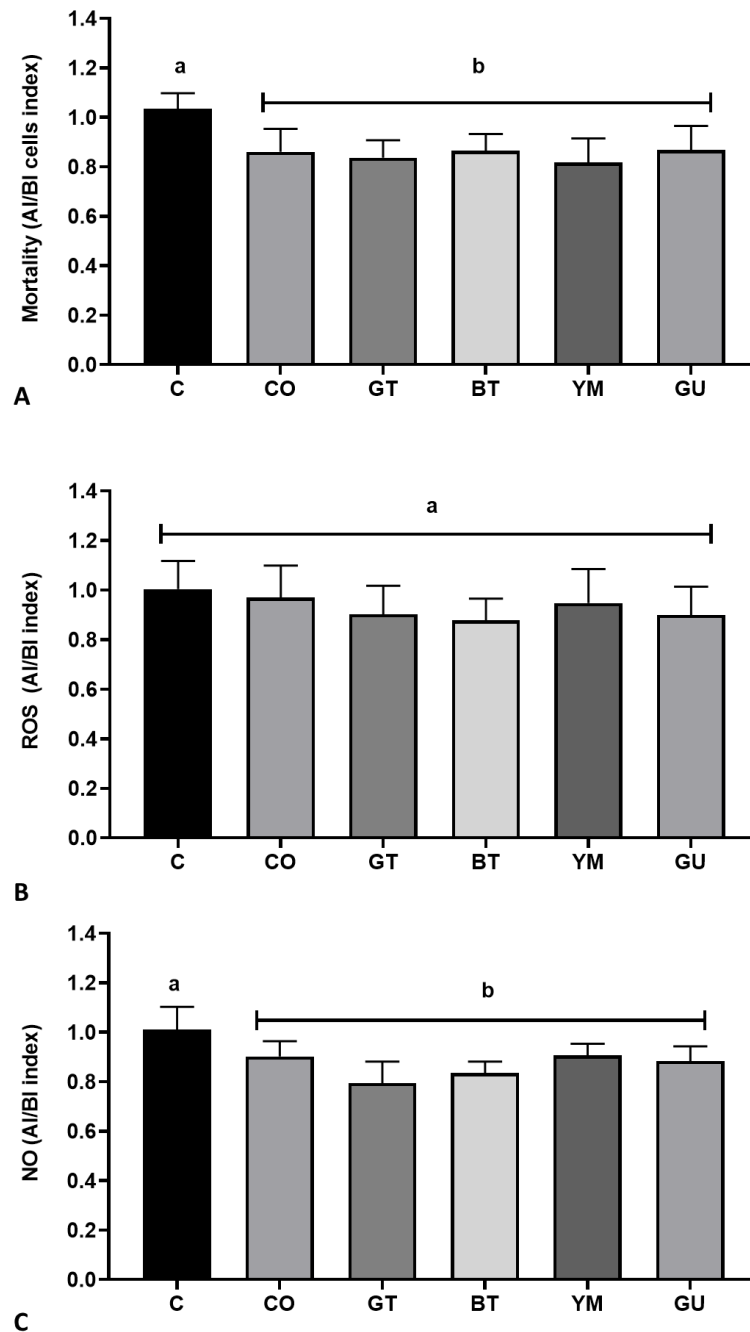 Mortality (AI/BI cells index)
1.4
1.2
1.0
0.8
0.6
0.4
0.2
0.0
a
b
C CO GT BT YM GU
A
ROS (AI/BI index)
1.4
1.2
1.0
0.8
0.6
0.4
0.2
0.0
a
C CO GT BT YM GU
B
NO (AI/BI index)
1.4
1.2
1.0
0.8
0.6
0.4
0.2
0.0
a
b
C CO GT BT YM GU
C